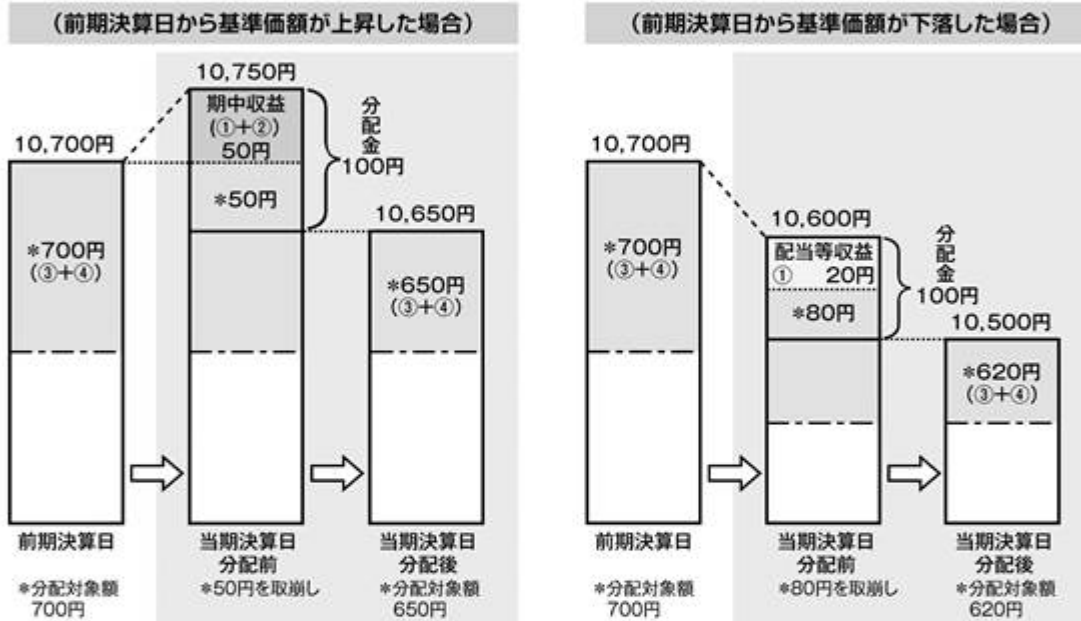 (前期決算日から基準価額が上昇した場合)
10,750円
期中収益
(①+②)
50円
*50円
分配金
100円
10,700円
*700円
(③+④)
10,650円
*650円
(③+④)
前期決算日
*分配対象額
700円
当期決算日
分配前
*50円を取崩し
当期決算日
分配後
*分配対象額
650円
(前期決算日から基準価額が下落した場合)
10,700円
*700円
(③+④)
10,600円
配当等収益
① 20円
*80円
分配金
100円
10,500円
*620円
(③+④)
前期決算日
*分配対象額
700円
当期決算日
分配前
*80円を取崩し
当期決算日
分配後
*分配対象額
620円